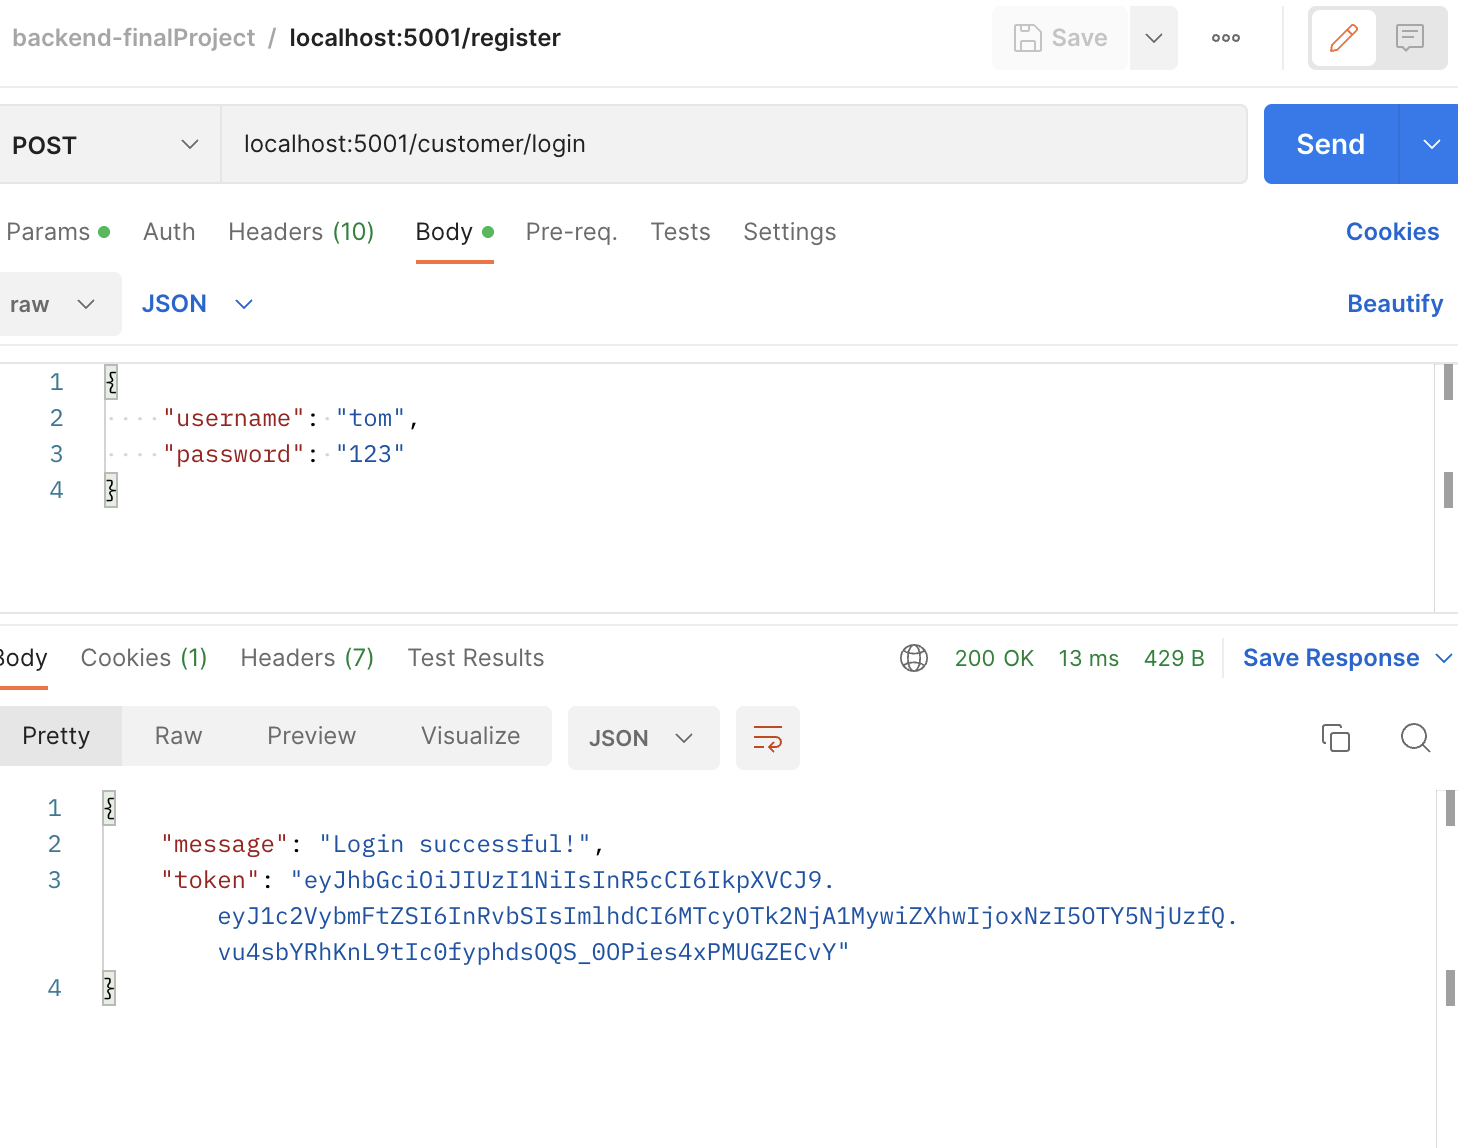 backend-finalProject / localhost:5001/register
Save
POST
localhost:5001/customer/login
Send
Params Auth Headers (10) Body Pre-req. Tests Settings Cookies
raw JSON Beautify
1 {
2 "username": "tom",
3 "password": "123"
4 }
Body Cookies (1) Headers (7) Test Results 200 OK 13 ms 429 B Save Response
Pretty Raw Preview Visualize JSON
1 {
2 "message": "Login successful!",
3 "token": "eyJhbGciOiJIUzI1NiIsInR5cCI6IkpXVCJ9.
eyJ1c2VybmFtZSI6InRvbSIsImlhdCI6MTcyOTk2NjA1MywiZXhwIjoxNzI5OTY5NjUzfQ.
vu4sbYRhKnL9tIc0fyphdsOQS_0OPies4xPMUGZECvY"
4 }